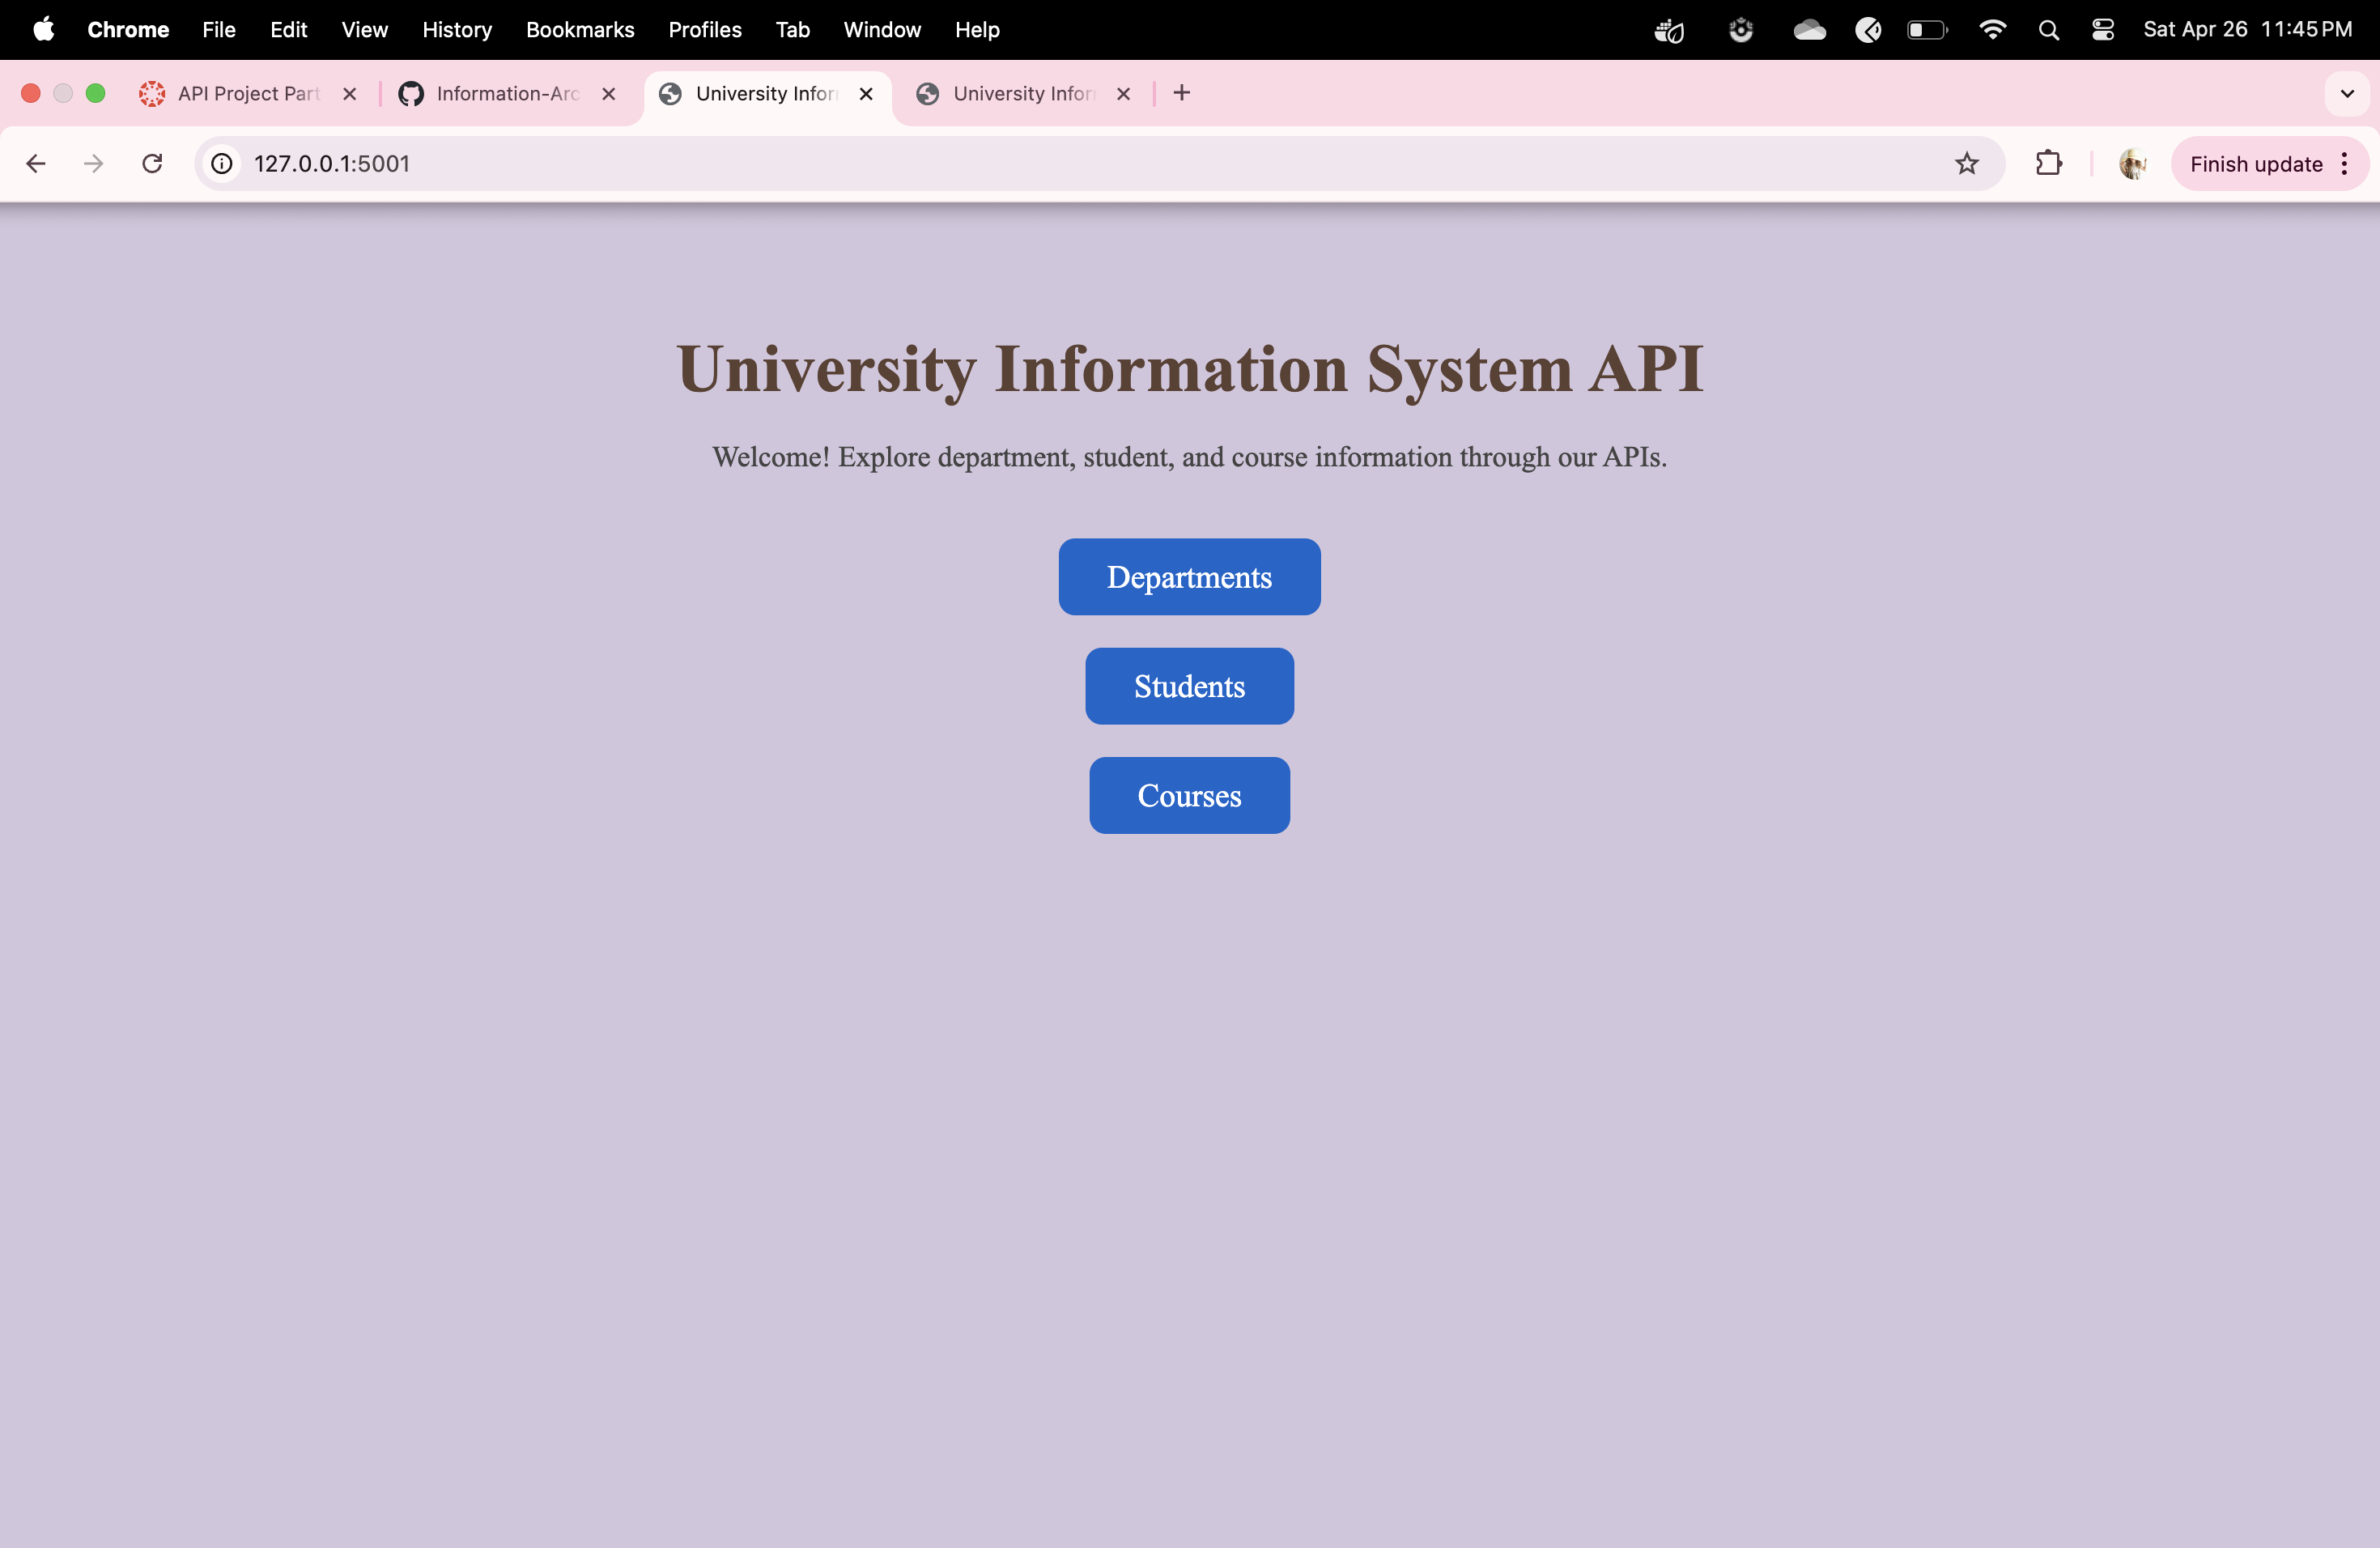 Chrome File Edit View History Bookmarks Profiles Tab Window Help Sat Apr 26 11:45 PM
API Project Part Information-Arc University Infor University Infor
127.0.0.1:5001 Finish update
University Information System API
Welcome! Explore department, student, and course information through our APIs.
Departments
Students
Courses